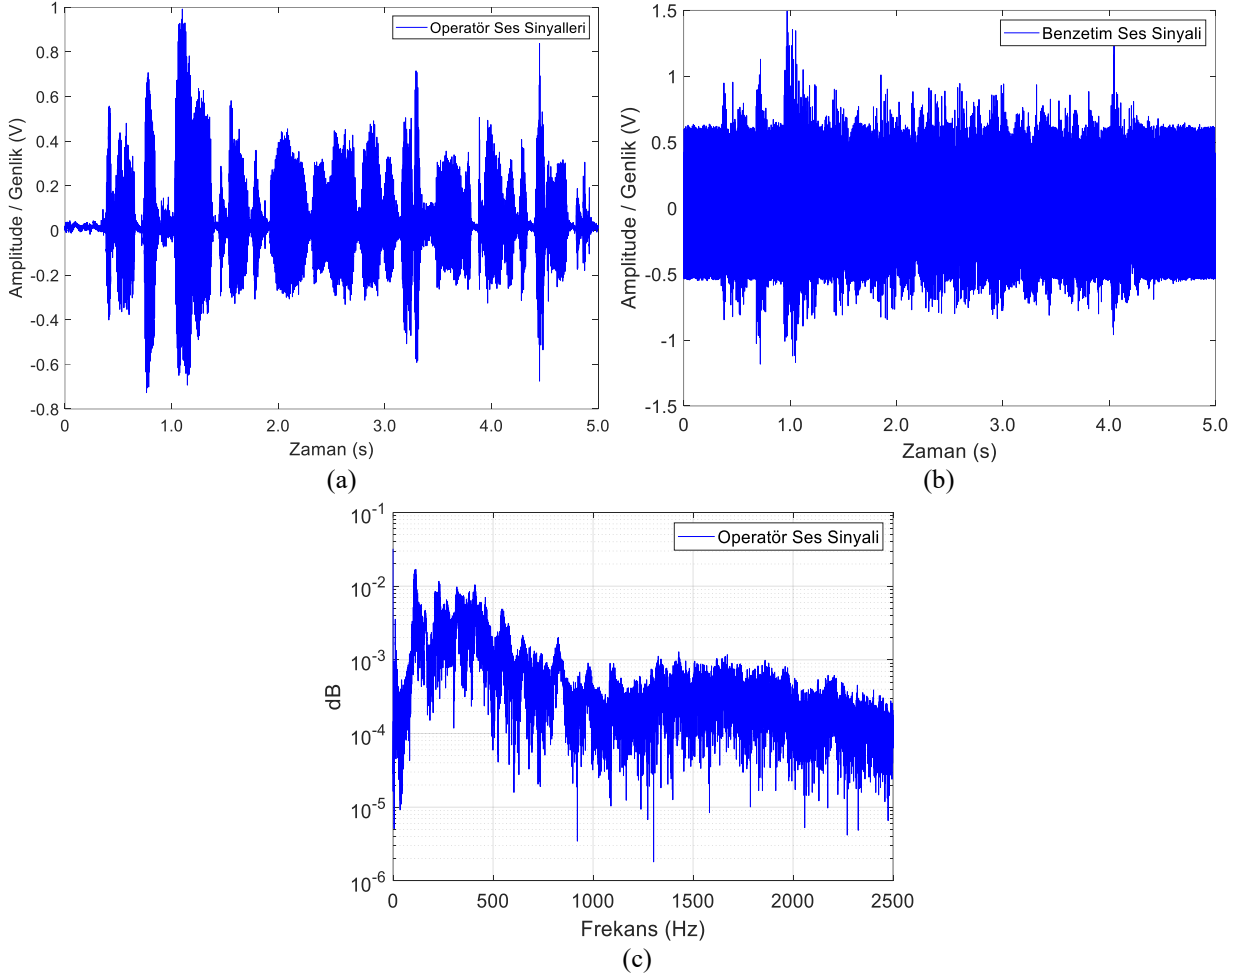 Operatör Ses Sinyalleri
1
0.8
0.6
0.4
0.2
0
-0.2
-0.4
-0.6
-0.8
Amplitude / Genlik (V)
0 1.0 2.0 3.0 4.0 5.0
Zaman (s)
(a)
Benzetim Ses Sinyali
1.5
1
0.5
0
-0.5
-1
-1.5
Amplitude / Genlik (V)
0 1.0 2.0 3.0 4.0 5.0
Zaman (s)
(b)
Operatör Ses Sinyali
10-1
10-2
10-3
10-4
10-5
10-6
dB
0 500 1000 1500 2000 2500
Frekans (Hz)
(c)